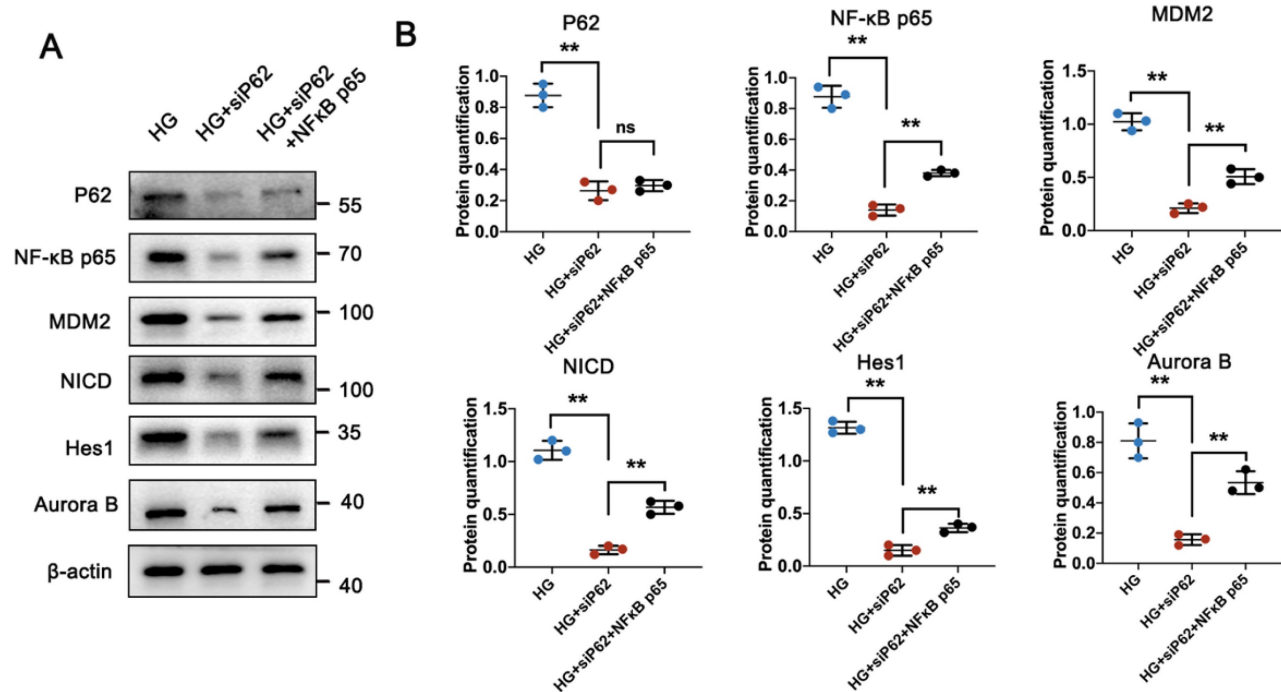 A
HG
HG+siP62
HG+siP62
+NFκB p65
P62
55
NF-κB p65
70
MDM2
100
NICD
100
Hes1
35
Aurora B
40
β-actin
40
B
P62
**
ns
Protein quantification
1.0
0.8
0.6
0.4
0.2
0.0
HG
HG+siP62
HG+siP62+NFκB p65
NF-κB p65
**
**
Protein quantification
1.0
0.8
0.6
0.4
0.2
0.0
HG
HG+siP62
HG+siP62+NFκB p65
MDM2
**
**
Protein quantification
1.5
1.0
0.5
0.0
HG
HG+siP62
HG+siP62+NFκB p65
NICD
**
**
Protein quantification
1.5
1.0
0.5
0.0
HG
HG+siP62
HG+siP62+NFκB p65
Hes1
**
**
Protein quantification
1.5
1.0
0.5
0.0
HG
HG+siP62
HG+siP62+NFκB p65
Aurora B
**
**
Protein quantification
1.0
0.8
0.6
0.4
0.2
0.0
HG
HG+siP62
HG+siP62+NFκB p65